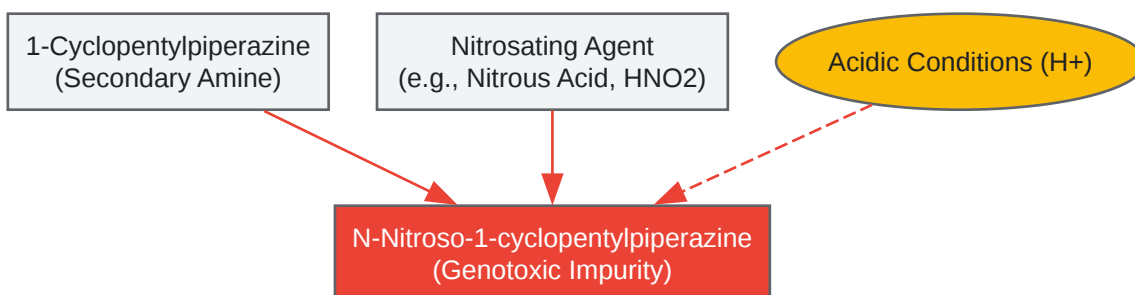 1-Cyclopentylpiperazine
(Secondary Amine)
Nitrosating Agent
(e.g., Nitrous Acid, HNO2)
Acidic Conditions (H+)
N-Nitroso-1-cyclopentylpiperazine
(Genotoxic Impurity)